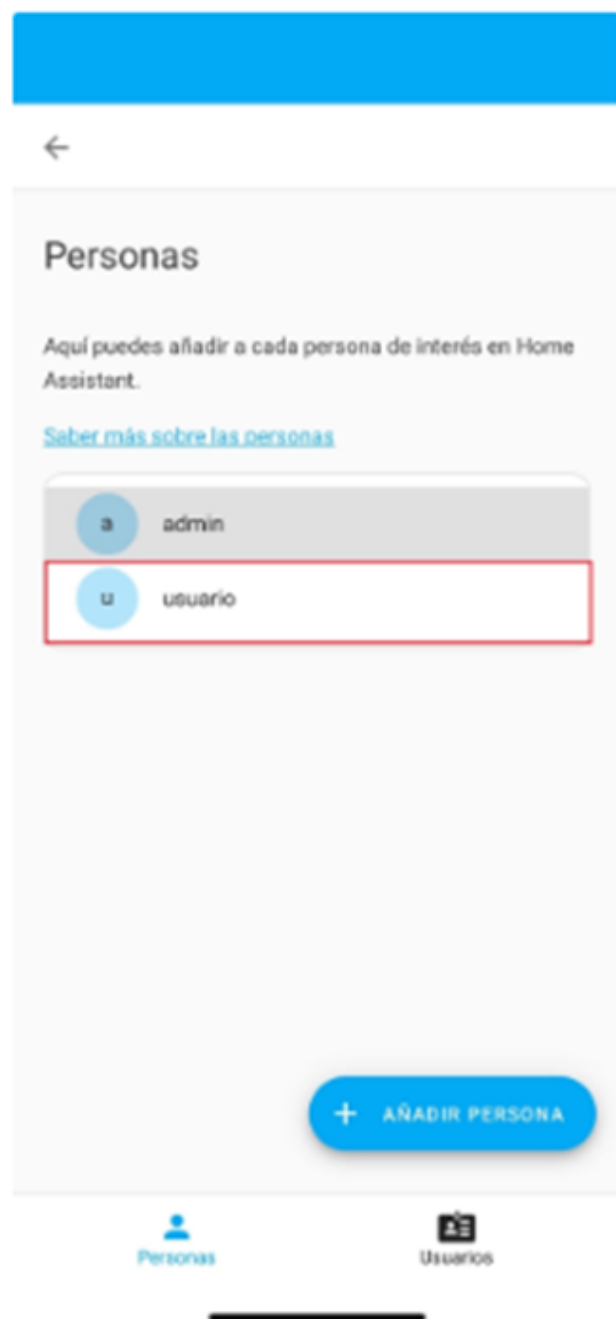 Personas
Aquí puedes añadir a cada persona de interés en Home
Assistant.
Saber más sobre las personas
a admin
u usuario
+ AÑADIR PERSONA
Personas Usuarios